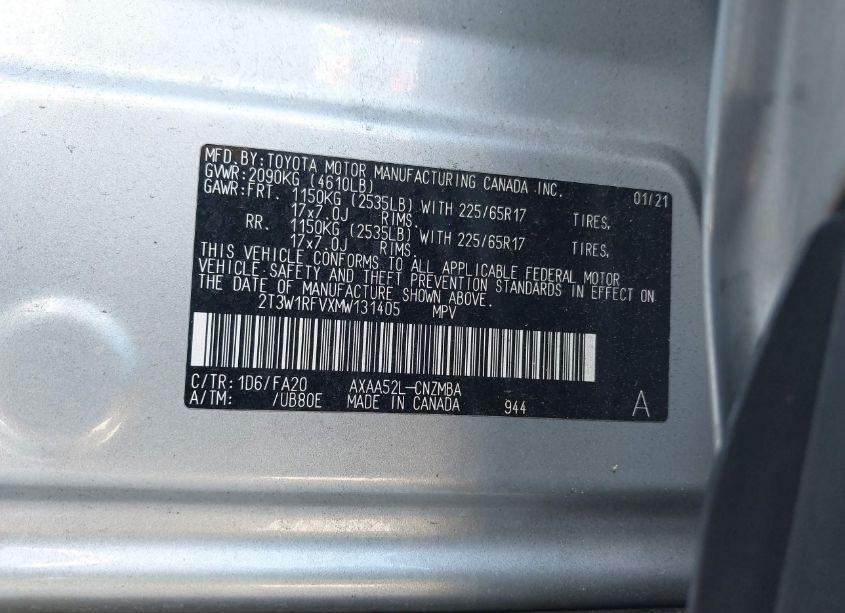 MFD.BY:TOYOTA MOTOR MANUFACTURING CANADA INC. 01/21
GVWR:2090KG (4610LB)
GAWR:FRT. 1150KG (2535LB) WITH 225/65R17 TIRES,
17x7.0J RIMS.
RR. 1150KG (2535LB) WITH 225/65R17 TIRES,
17x7.0J RIMS.
THIS VEHICLE CONFORMS TO ALL APPLICABLE FEDERAL MOTOR
VEHICLE SAFETY AND THEFT PREVENTION STANDARDS IN EFFECT ON
THE DATE OF MANUFACTURE SHOWN ABOVE.
2T3W1RFVXMW131405 MPV
C/TR: 1D6/FA20 AXAA52L-CNZMBA
A/TM: /UB80E MADE IN CANADA 944 A